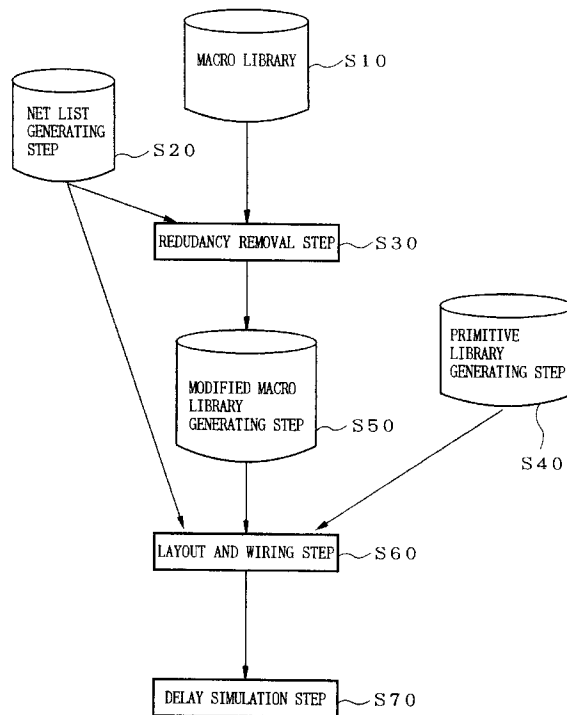 MACRO LIBRARY
S10
NET LIST
GENERATING
STEP
S20
REDUDANCY REMOVAL STEP
S30
MODIFIED MACRO
LIBRARY
GENERATING STEP
S50
PRIMITIVE
LIBRARY
GENERATING STEP
S40
LAYOUT AND WIRING STEP
S60
DELAY SIMULATION STEP
S70